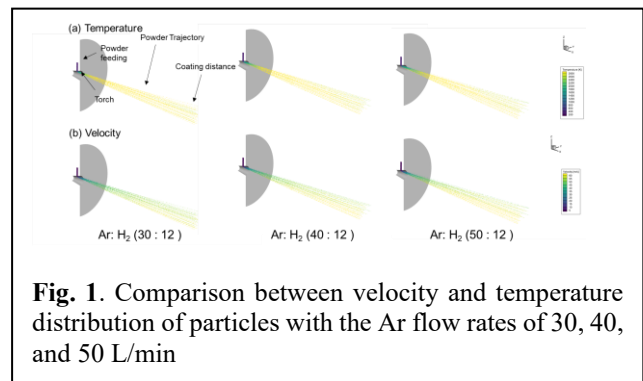 (a) Temperature
Powder
feeding
Powder Trajectory
Coating distance
Torch
(b) Velocity
Ar: H₂ (30 : 12 )
Ar: H₂ (40 : 12 )
Ar: H₂ (50 : 12 )
Fig. 1. Comparison between velocity and temperature
distribution of particles with the Ar flow rates of 30, 40,
and 50 L/min